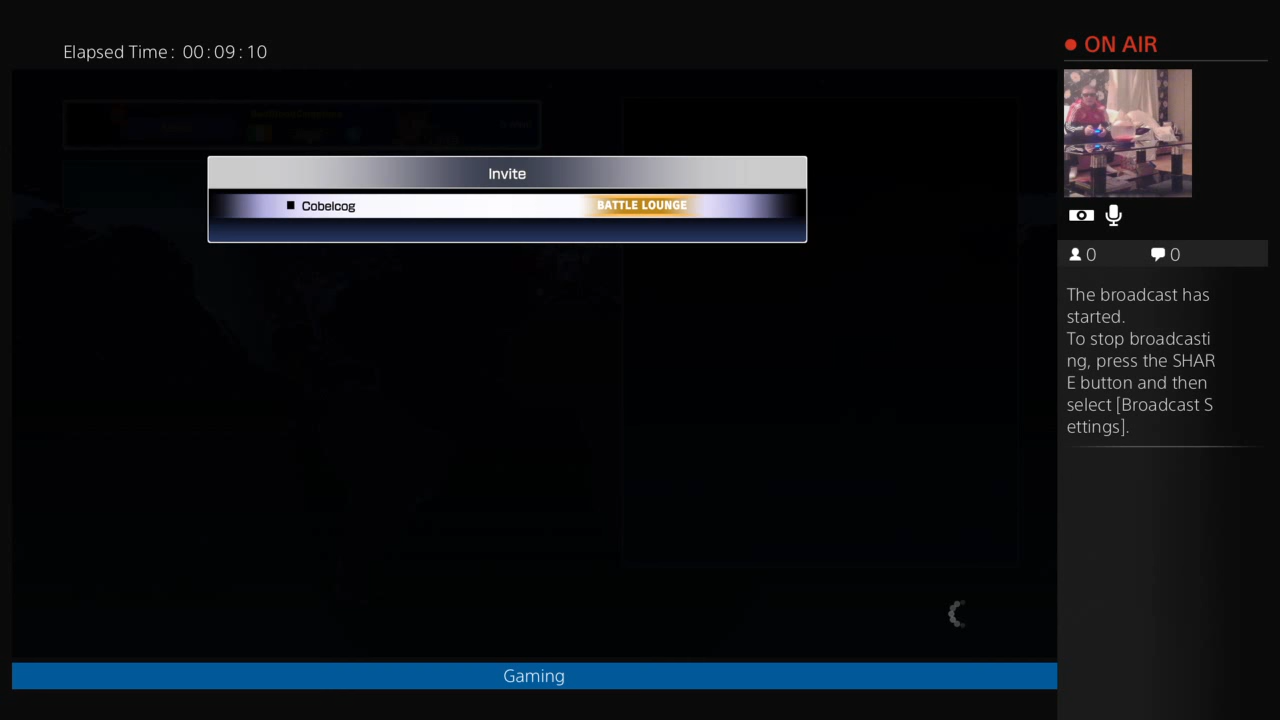 Elapsed Time: 00:09:10
ON AIR
Invite
Cobelcog BATTLE LOUNGE
0 0
The broadcast has
started.
To stop broadcasti
ng, press the SHAR
E button and then
select [Broadcast S
ettings].
Gaming